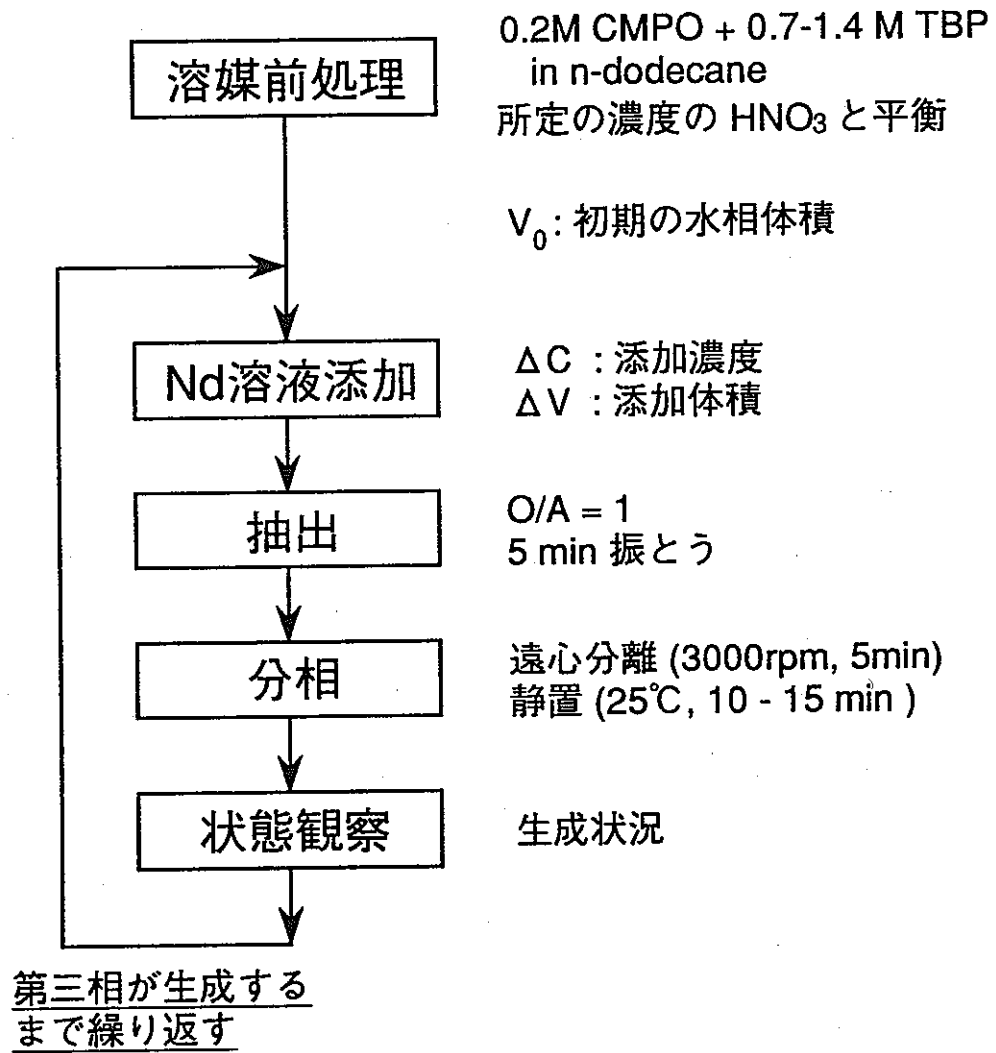 溶媒前処理
0.2M CMPO + 0.7-1.4 M TBP
in n-dodecane
所定の濃度の HNO₃ と平衡
V₀ : 初期の水相体積
Nd溶液添加
ΔC : 添加濃度
ΔV : 添加体積
抽出
O/A = 1
5 min 振とう
分相
遠心分離 (3000rpm, 5min)
静置 (25℃, 10 - 15 min )
状態観察
生成状況
第三相が生成する
まで繰り返す